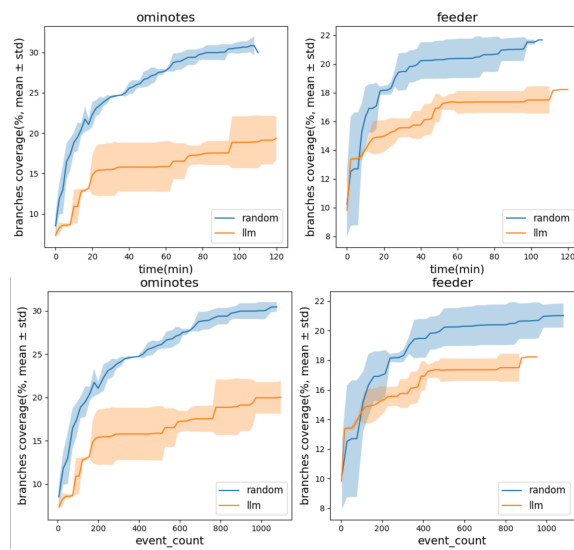 ominotes
branches coverage(%, mean ± std)
30
25
20
15
10
0 20 40 60 80 100 120
time(min)
random
llm
feeder
branches coverage(%, mean ± std)
22
20
18
16
14
12
10
8
0 20 40 60 80 100 120
time(min)
random
llm
ominotes
branches coverage(%, mean ± std)
30
25
20
15
10
0 200 400 600 800 1000
event_count
random
llm
feeder
branches coverage(%, mean ± std)
22
20
18
16
14
12
10
8
0 200 400 600 800 1000
event_count
random
llm